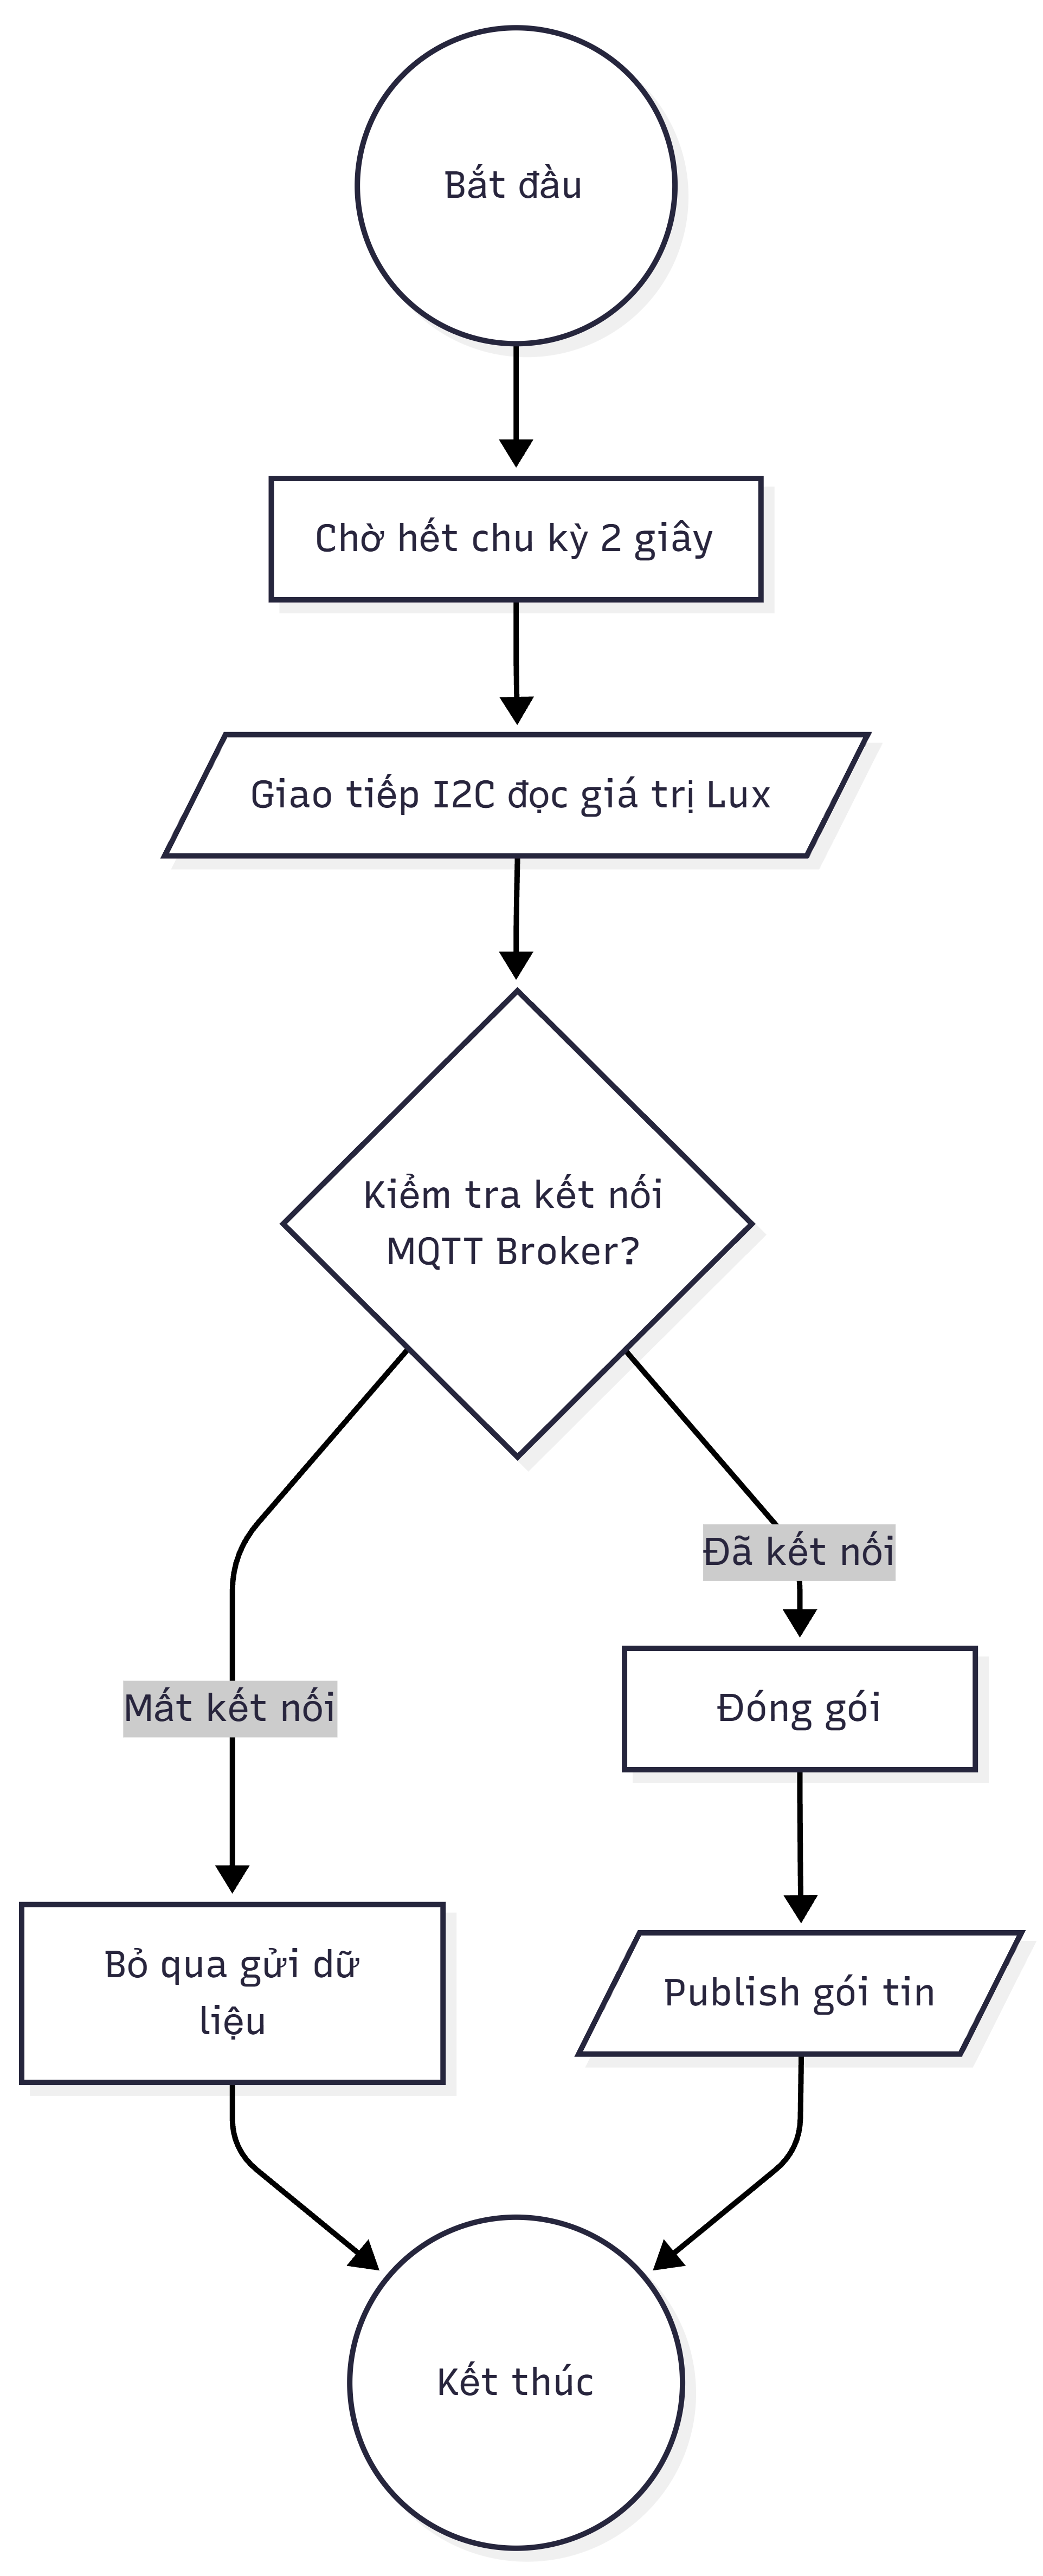 Bắt đầu
Chờ hết chu kỳ 2 giây
Giao tiếp I2C đọc giá trị Lux
Kiểm tra kết nối
MQTT Broker?
Đã kết nối
Mất kết nối
Đóng gói
Bỏ qua gửi dữ
liệu
Publish gói tin
Kết thúc